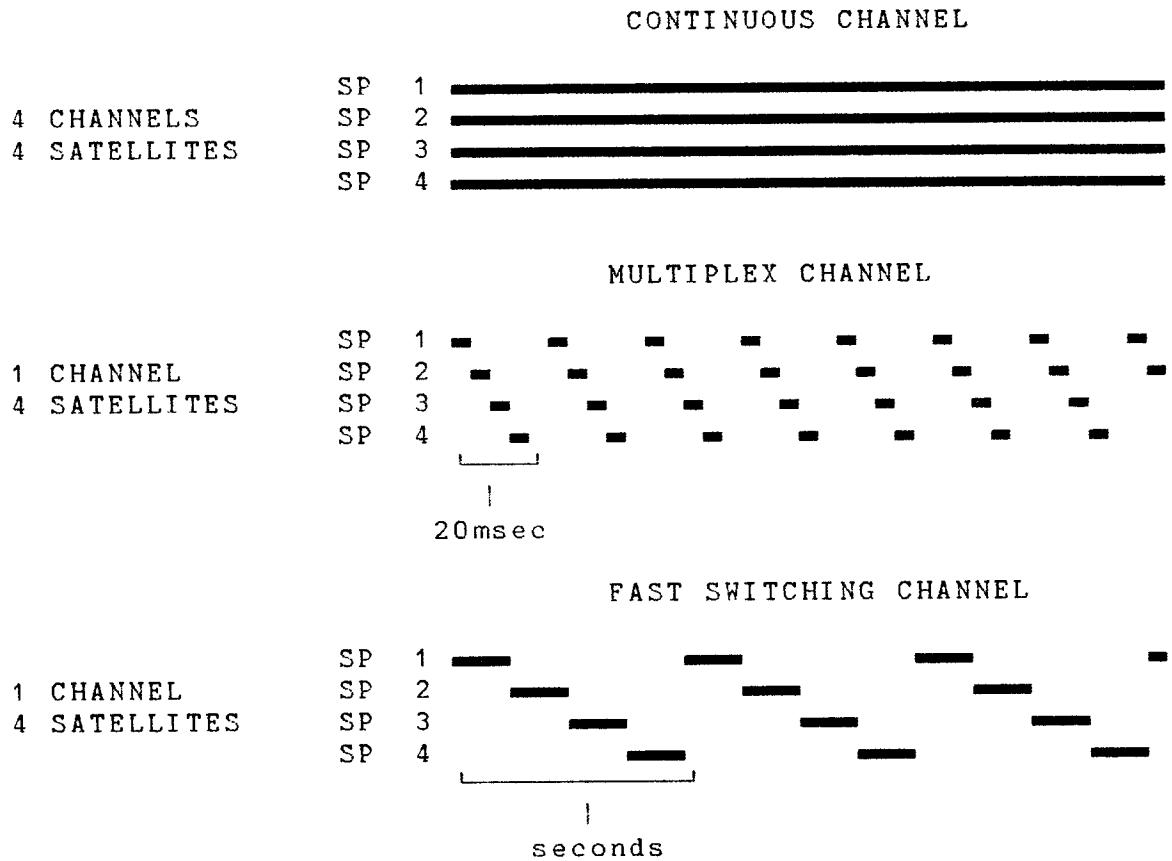 CONTINUOUS CHANNEL
SP 1
4 CHANNELS SP 2
4 SATELLITES SP 3
SP 4
MULTIPLEX CHANNEL
SP 1
1 CHANNEL SP 2
4 SATELLITES SP 3
SP 4
20msec
FAST SWITCHING CHANNEL
SP 1
1 CHANNEL SP 2
4 SATELLITES SP 3
SP 4
seconds